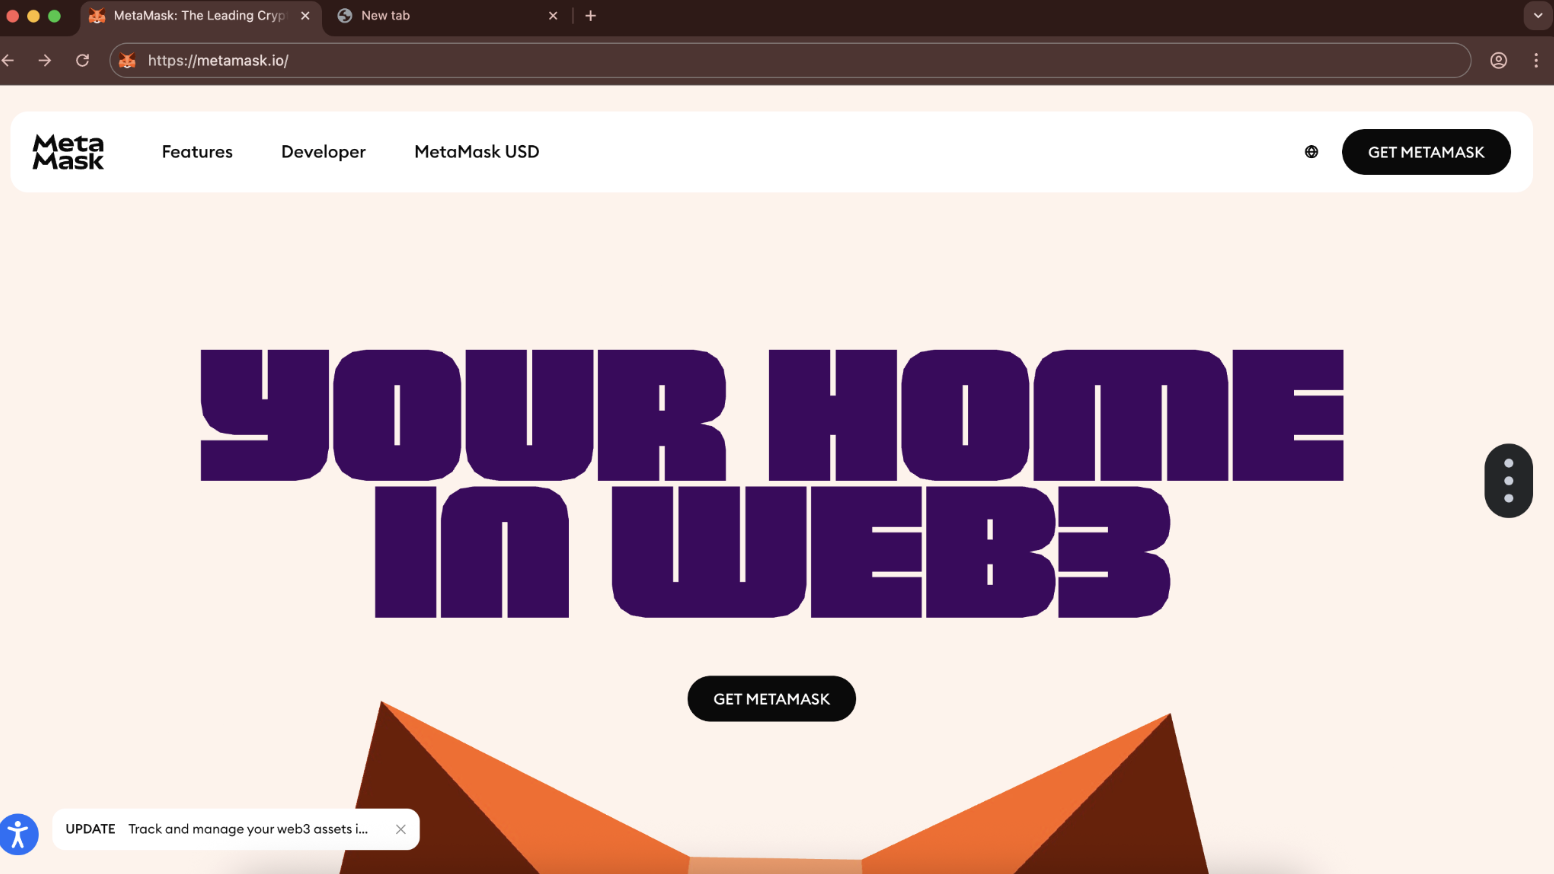 MetaMask: The Leading Cryp
New tab
https://metamask.io/
Meta
Mask
Features
Developer
MetaMask USD
GET METAMASK
YOUR HOME
IN WEB3
GET METAMASK
UPDATE Track and manage your web3 assets i...